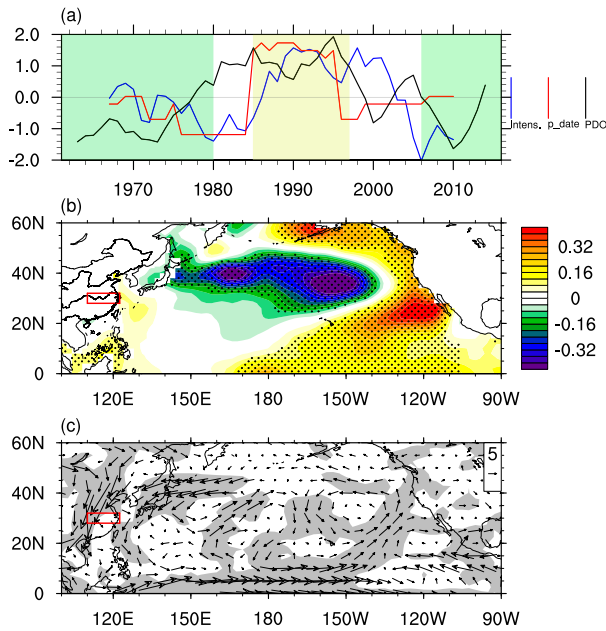 (a)
2.0
1.0
0.0
-1.0
-2.0
1970 1980 1990 2000 2010
Intens. p_date PDO
(b)
60N
40N
20N
0
120E 150E 180 150W 120W 90W
0.32
0.16
0
-0.16
-0.32
(c)
60N
40N
20N
0
5
120E 150E 180 150W 120W 90W